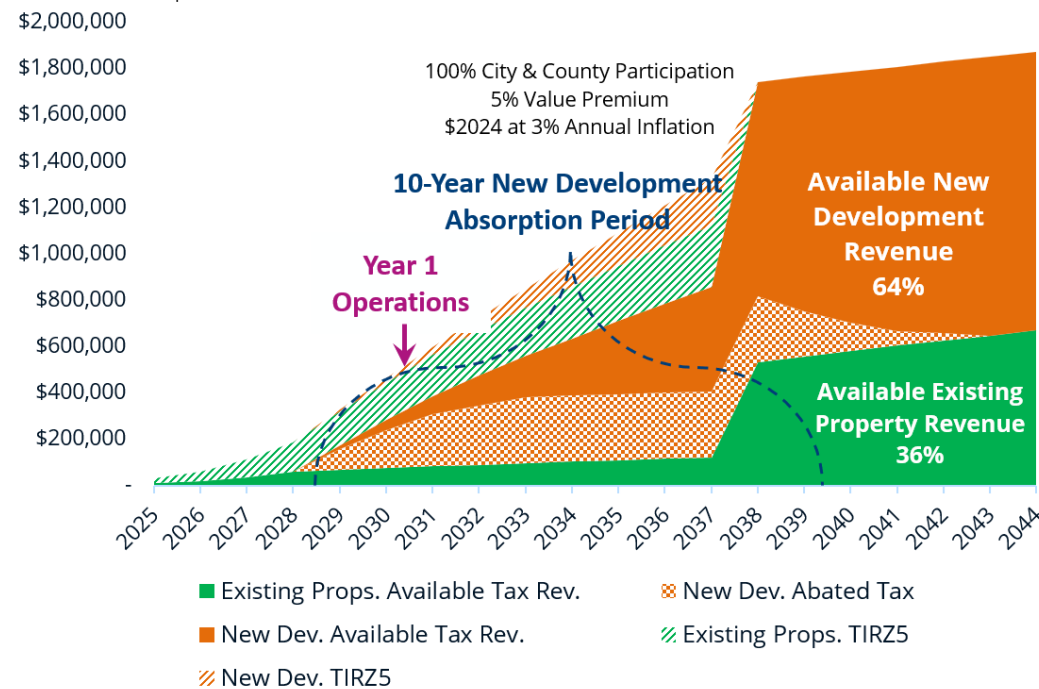 $2,000,000
$1,800,000
$1,600,000
$1,400,000
$1,200,000
$1,000,000
$800,000
$600,000
$400,000
$200,000
-
100% City & County Participation
5% Value Premium
$2024 at 3% Annual Inflation
10-Year New Development
Absorption Period
Year 1
Operations
Available New
Development
Revenue
64%
Available Existing
Property Revenue
36%
2025
2026
2027
2028
2029
2030
2031
2032
2033
2034
2035
2036
2037
2038
2039
2040
2041
2042
2043
2044
Existing Props. Available Tax Rev.
New Dev. Abated Tax
New Dev. Available Tax Rev.
Existing Props. TIRZ5
New Dev. TIRZ5